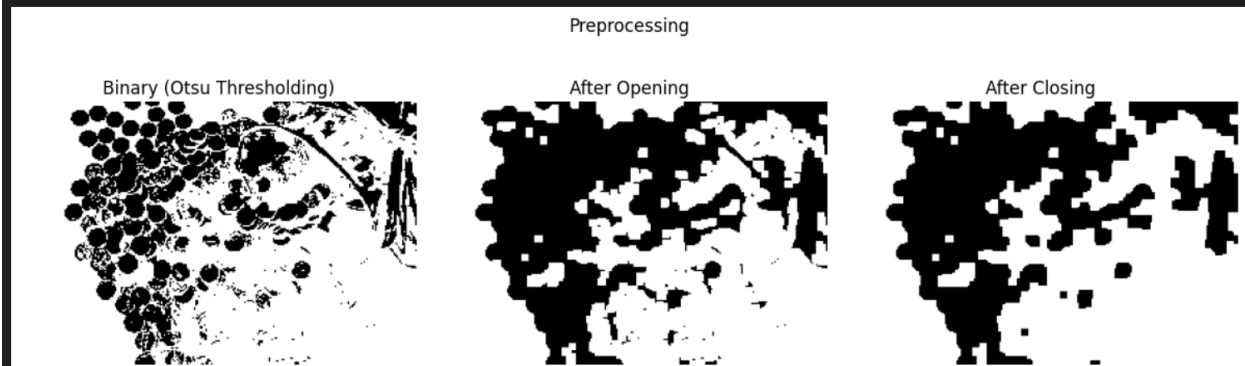 Preprocessing
Binary (Otsu Thresholding)
After Opening
After Closing